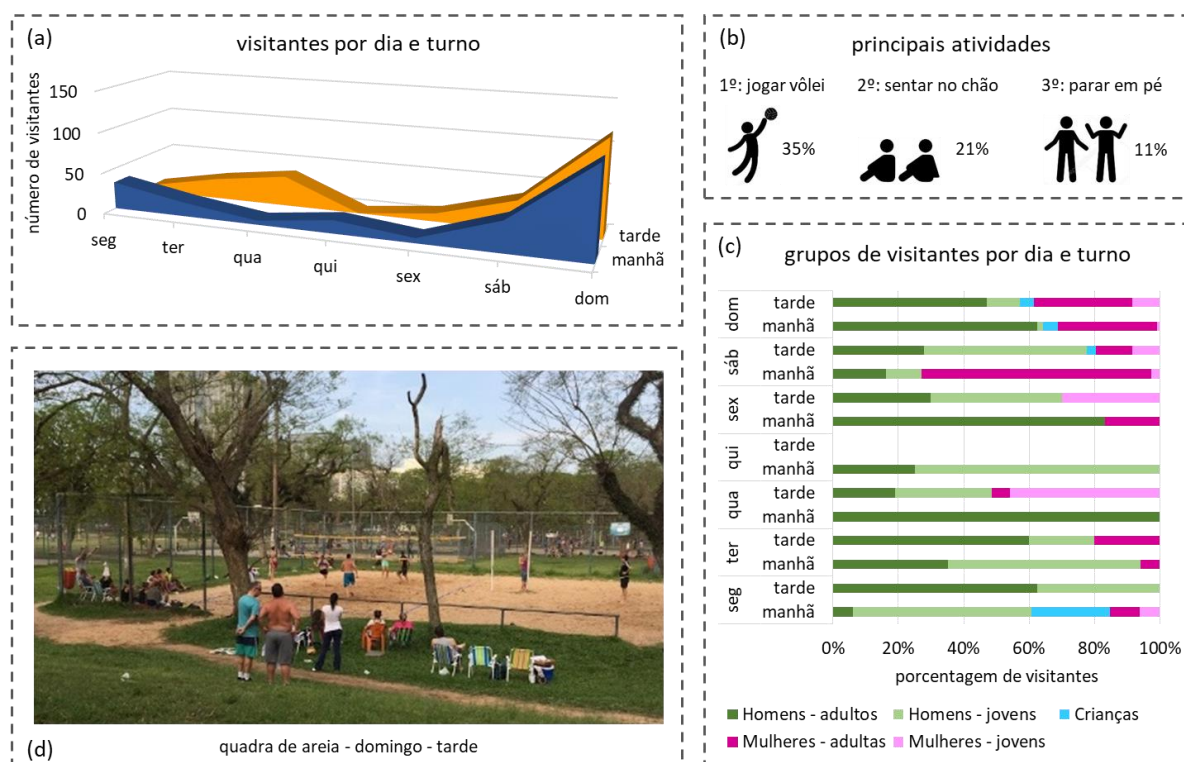 (a)
visitantes por dia e turno
número de visitantes
150
100
50
0
seg
ter
qua
qui
sex
sáb
dom
tarde
manhã
(b)
principais atividades
1º: jogar vôlei
2º: sentar no chão
3º: parar em pé
35%
21%
11%
(c)
grupos de visitantes por dia e turno
dom
tarde
manhã
sáb
tarde
manhã
sex
tarde
manhã
qui
tarde
manhã
qua
tarde
manhã
ter
tarde
manhã
seg
tarde
manhã
0% 20% 40% 60% 80% 100%
porcentagem de visitantes
Homens - adultos Homens - jovens Crianças
Mulheres - adultas Mulheres - jovens
(d)
quadra de areia - domingo - tarde